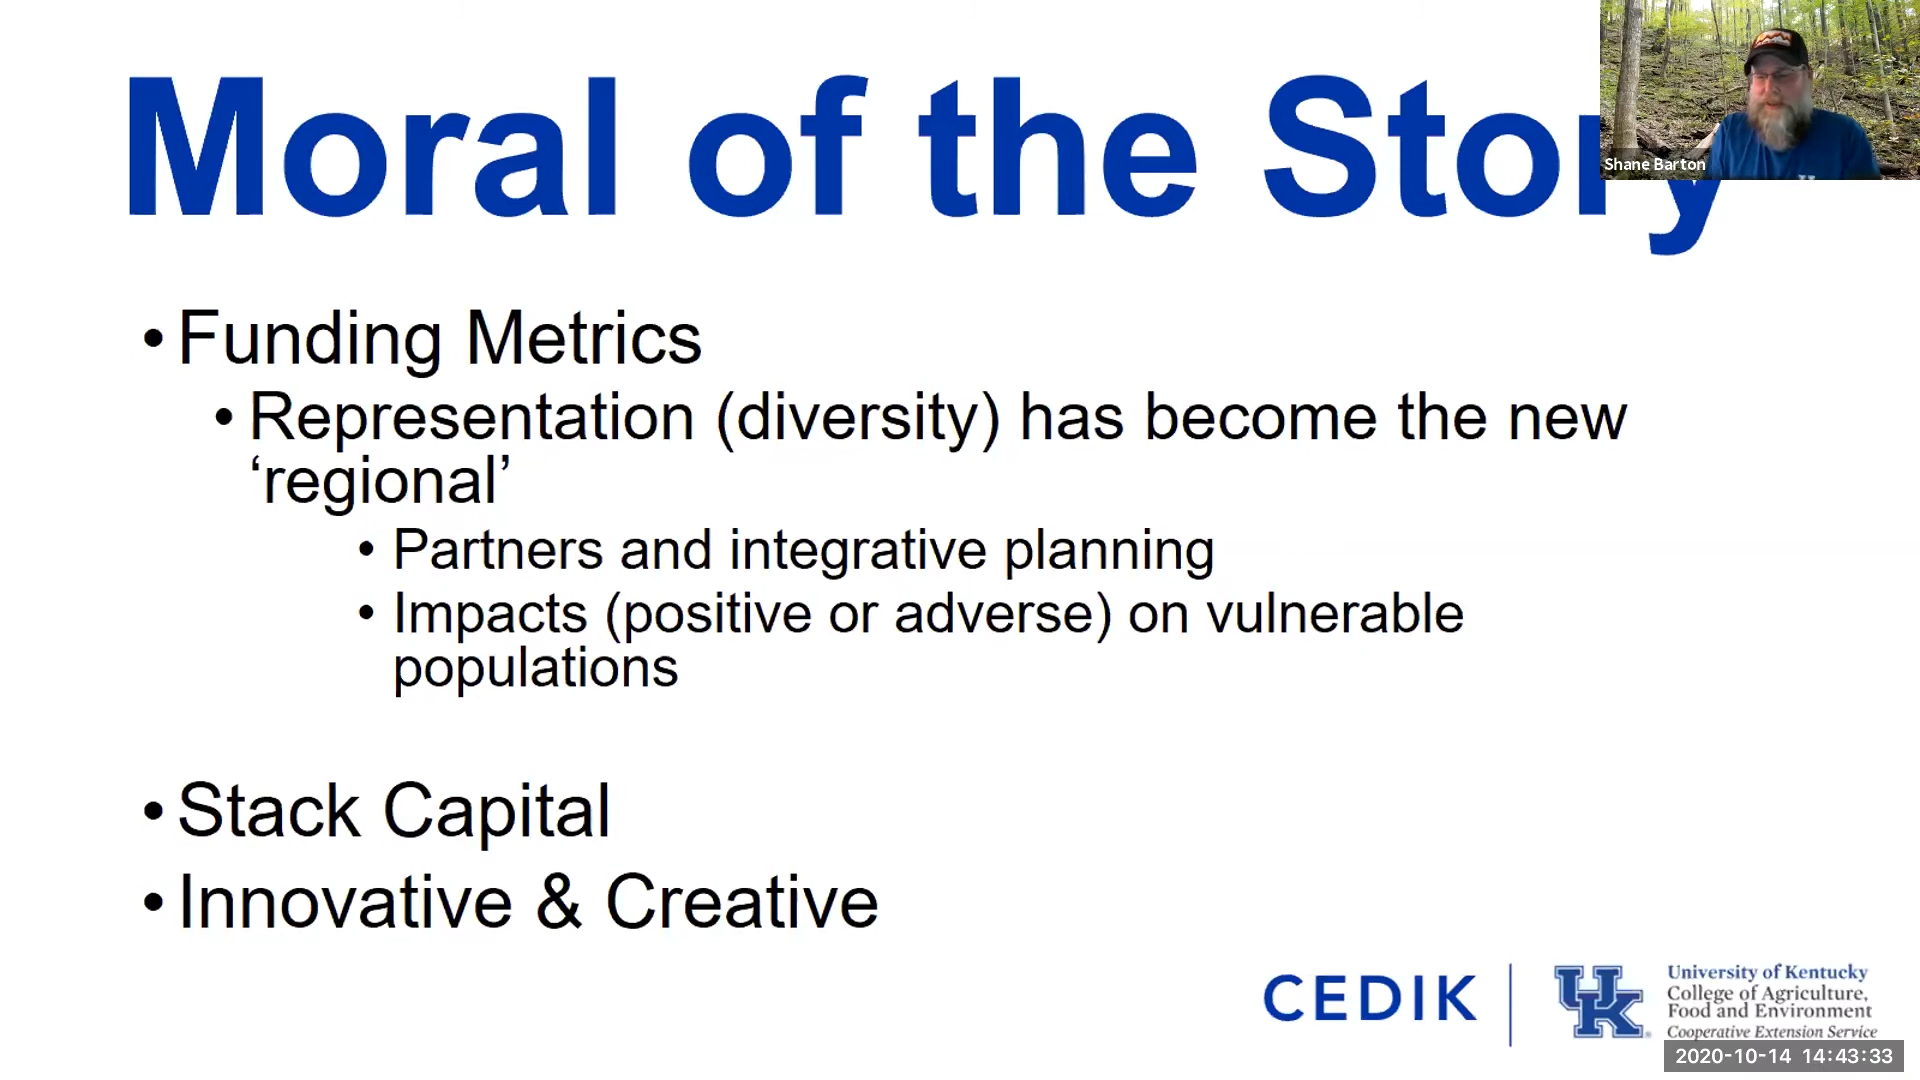 Moral of the Story
Shane Barton
• Funding Metrics
• Representation (diversity) has become the new
‘regional’
• Partners and integrative planning
• Impacts (positive or adverse) on vulnerable
populations
• Stack Capital
• Innovative & Creative
CEDIK
UK
University of Kentucky
College of Agriculture,
Food and Environment
Cooperative Extension Service
2020-10-14 14:43:33